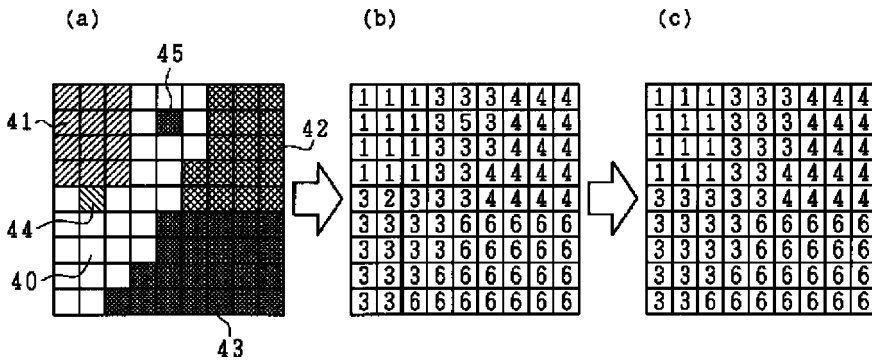 (a) (b) (c)
45
41
42
44
40
43
1 1 1 3 3 3 4 4 4
1 1 1 3 5 3 4 4 4
1 1 1 3 3 3 4 4 4
1 1 1 3 3 4 4 4 4
3 2 3 3 3 4 4 4 4
3 3 3 3 6 6 6 6 6
3 3 3 3 6 6 6 6 6
3 3 3 6 6 6 6 6 6
3 3 6 6 6 6 6 6 6
1 1 1 3 3 3 4 4 4
1 1 1 3 3 3 4 4 4
1 1 1 3 3 3 4 4 4
1 1 1 3 3 4 4 4 4
3 3 3 3 3 4 4 4 4
3 3 3 3 6 6 6 6 6
3 3 3 3 6 6 6 6 6
3 3 3 6 6 6 6 6 6
3 3 6 6 6 6 6 6 6